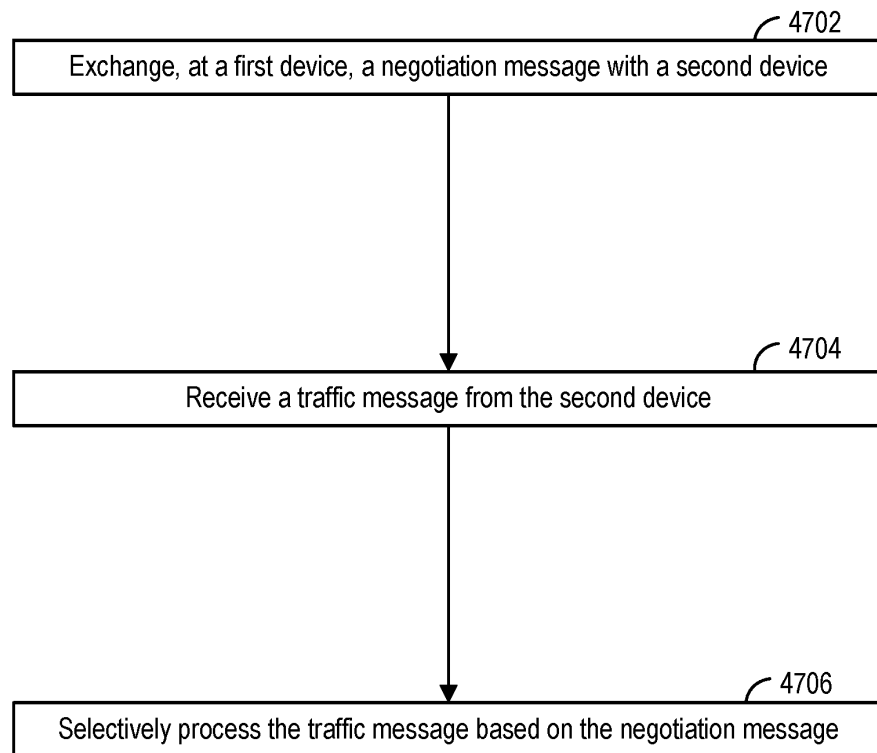 4702
Exchange, at a first device, a negotiation message with a second device
4704
Receive a traffic message from the second device
4706
Selectively process the traffic message based on the negotiation message